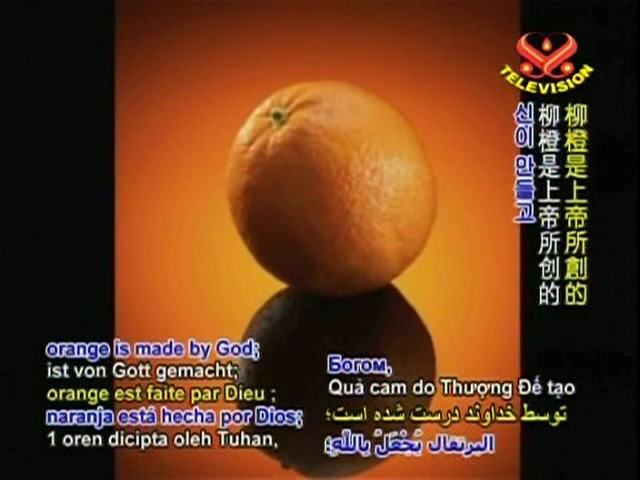 TELEVISION
柳橙是上帝所創的
柳橙是上帝所创的
신이 만들고
orange is made by God;
ist von Gott gemacht;
orange est faite par Dieu ;
naranja está hecha por Dios;
1 oren dicipta oleh Tuhan,
Богом,
Quả cam do Thượng Đế tạo
توسط خداوند درست شده است؛
البرتقال